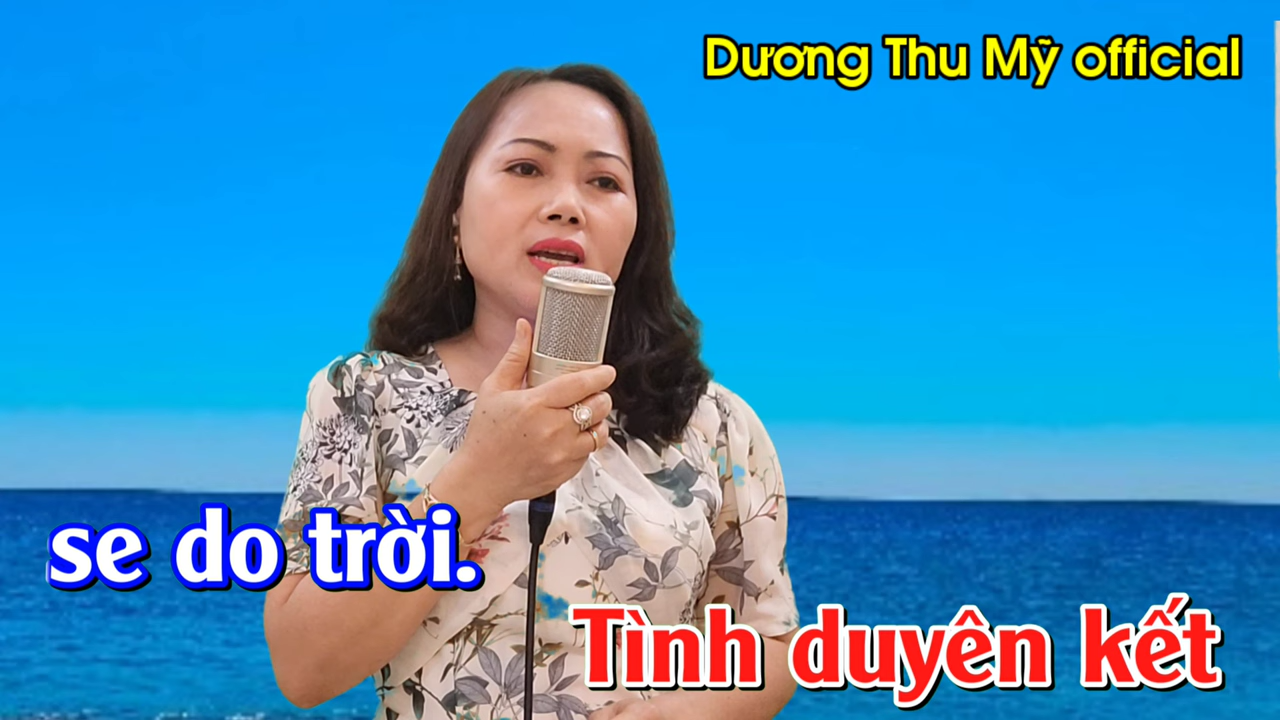 Dương Thu Mỹ official
se do trời.
Tình duyên kết